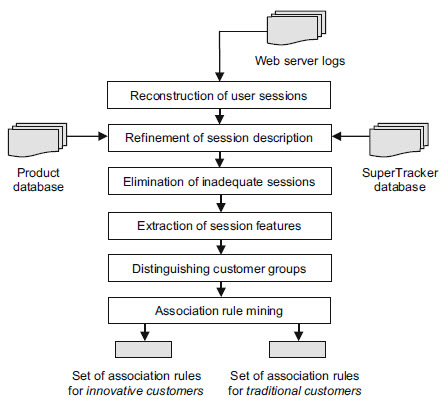 Web server logs
Reconstruction of user sessions
Refinement of session description
Product
database
SuperTracker
database
Elimination of inadequate sessions
Extraction of session features
Distinguishing customer groups
Association rule mining
Set of association rules
for innovative customers
Set of association rules
for traditional customers